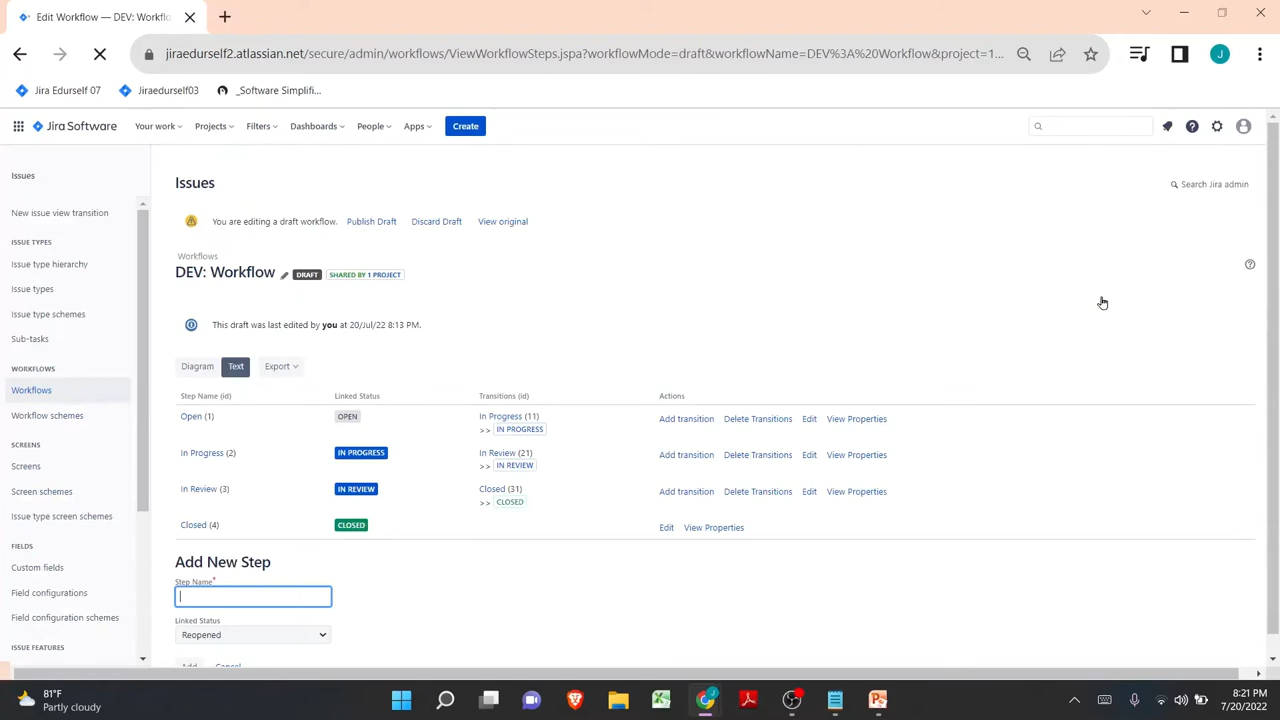 Edit Workflow — DEV: Workflo
jiraedurself2.atlassian.net/secure/admin/workflows/ViewWorkflowSteps.jspa?workflowMode=draft&workflowName=DEV%3A%20Workflow&project=1...
J
Jira Edurself 07
Jiraedurself03
_Software Simplifi...
Jira Software
Your work
Projects
Filters
Dashboards
People
Apps
Create
Issues
New issue view transition
ISSUE TYPES
Issue type hierarchy
Issue types
Issue type schemes
Sub-tasks
WORKFLOWS
Workflows
Workflow schemes
SCREENS
Screens
Screen schemes
Issue type screen schemes
FIELDS
Custom fields
Field configurations
Field configuration schemes
ISSUE FEATURES
Issues
Search Jira admin
You are editing a draft workflow. Publish Draft Discard Draft View original
Workflows
DEV: Workflow DRAFT SHARED BY 1 PROJECT
This draft was last edited by you at 20/Jul/22 8:13 PM.
Diagram Text Export
Step Name (id) Linked Status Transitions (id) Actions
Open (1) OPEN In Progress (11) Add transition Delete Transitions Edit View Properties
>> IN PROGRESS
In Progress (2) IN PROGRESS In Review (21) Add transition Delete Transitions Edit View Properties
>> IN REVIEW
In Review (3) IN REVIEW Closed (31) Add transition Delete Transitions Edit View Properties
>> CLOSED
Closed (4) CLOSED Edit View Properties
Add New Step
Step Name*
Linked Status
Reopened
Add Cancel
81°F
Partly cloudy
8:21 PM
7/20/2022